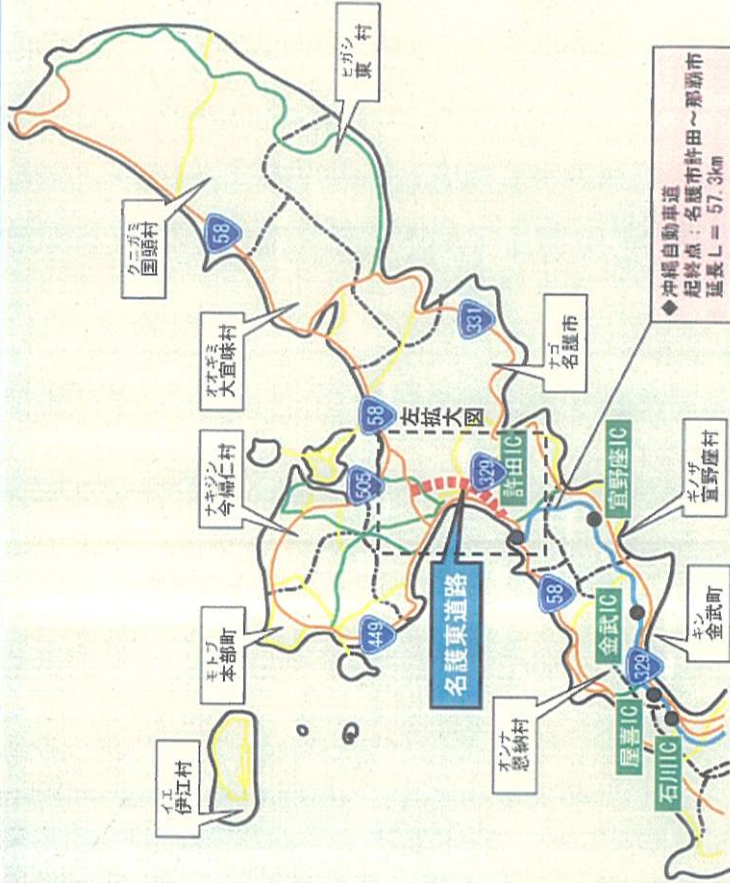 ヒガシ
東 村
クニガミ
国頭村
58
オオギミ
大宜味村
331
ナゴ
名護市
58
左拡大図
ナキジン
今帰仁村
505
329
許田IC
宜野座IC
ギノザ
宜野座村
◆沖縄自動車道
起終点:名護市許田~那覇市
延長L= 57.3km
モトブ
本部町
449
名護東道路
58
金武IC
キン
金武町
イエ
伊江村
オンナ
恩納村
329
屋喜IC
石川IC